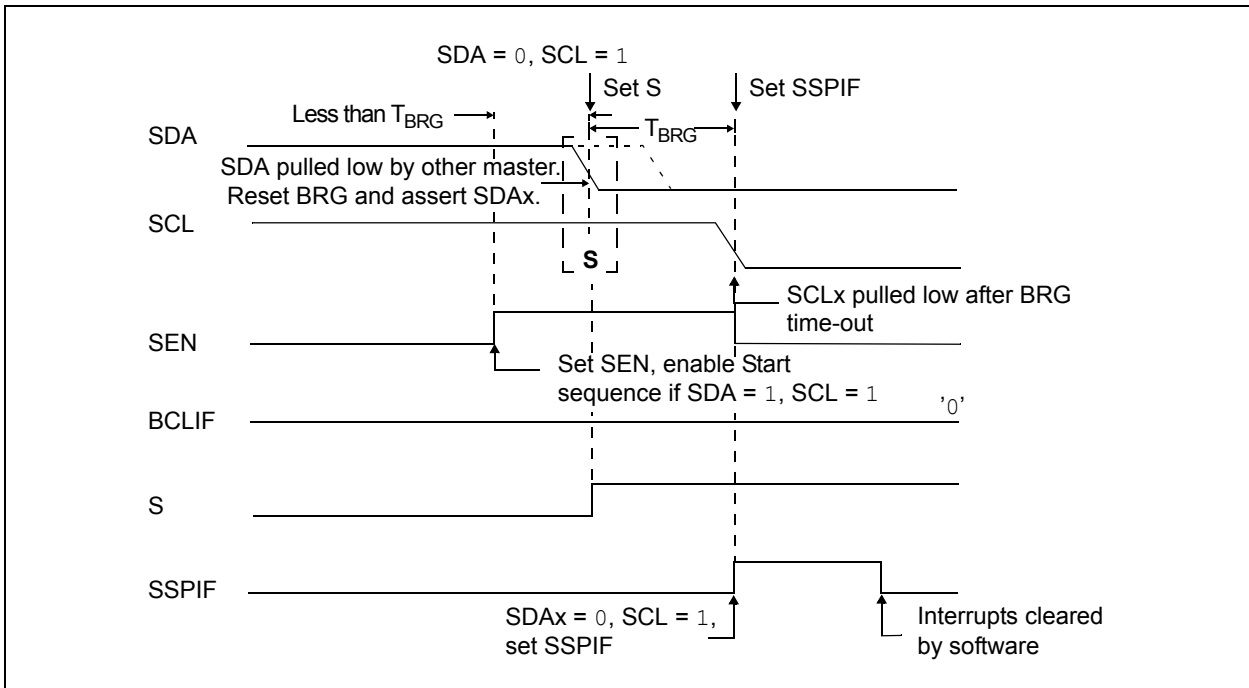 SDA = 0, SCL = 1
Set S
Set SSPIF
Less than TBRG
TBRG
SDA
SDA pulled low by other master.
Reset BRG and assert SDAx.
SCL
S
SCLx pulled low after BRG
time-out
SEN
Set SEN, enable Start
sequence if SDA = 1, SCL = 1
'0'
BCLIF
S
SSPIF
SDAx = 0, SCL = 1,
set SSPIF
Interrupts cleared
by software